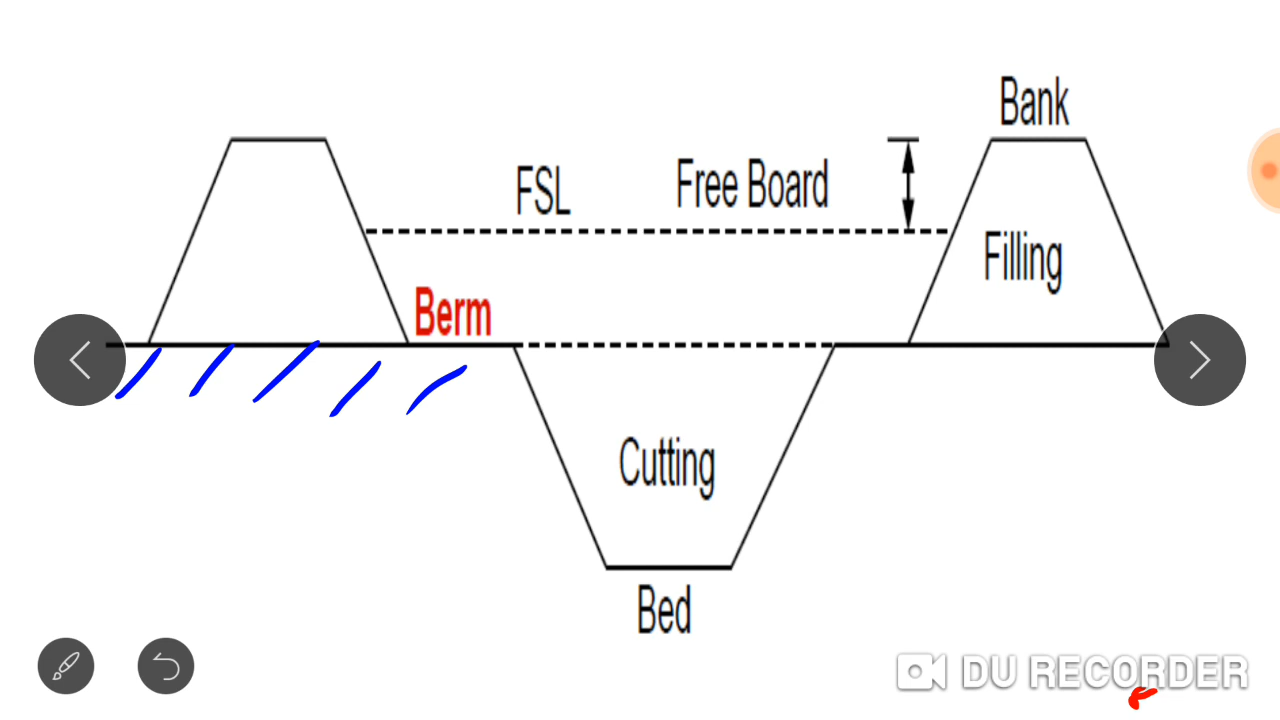 Bank
FSL
Free Board
Filling
Berm
Cutting
Bed
DU RECORDER